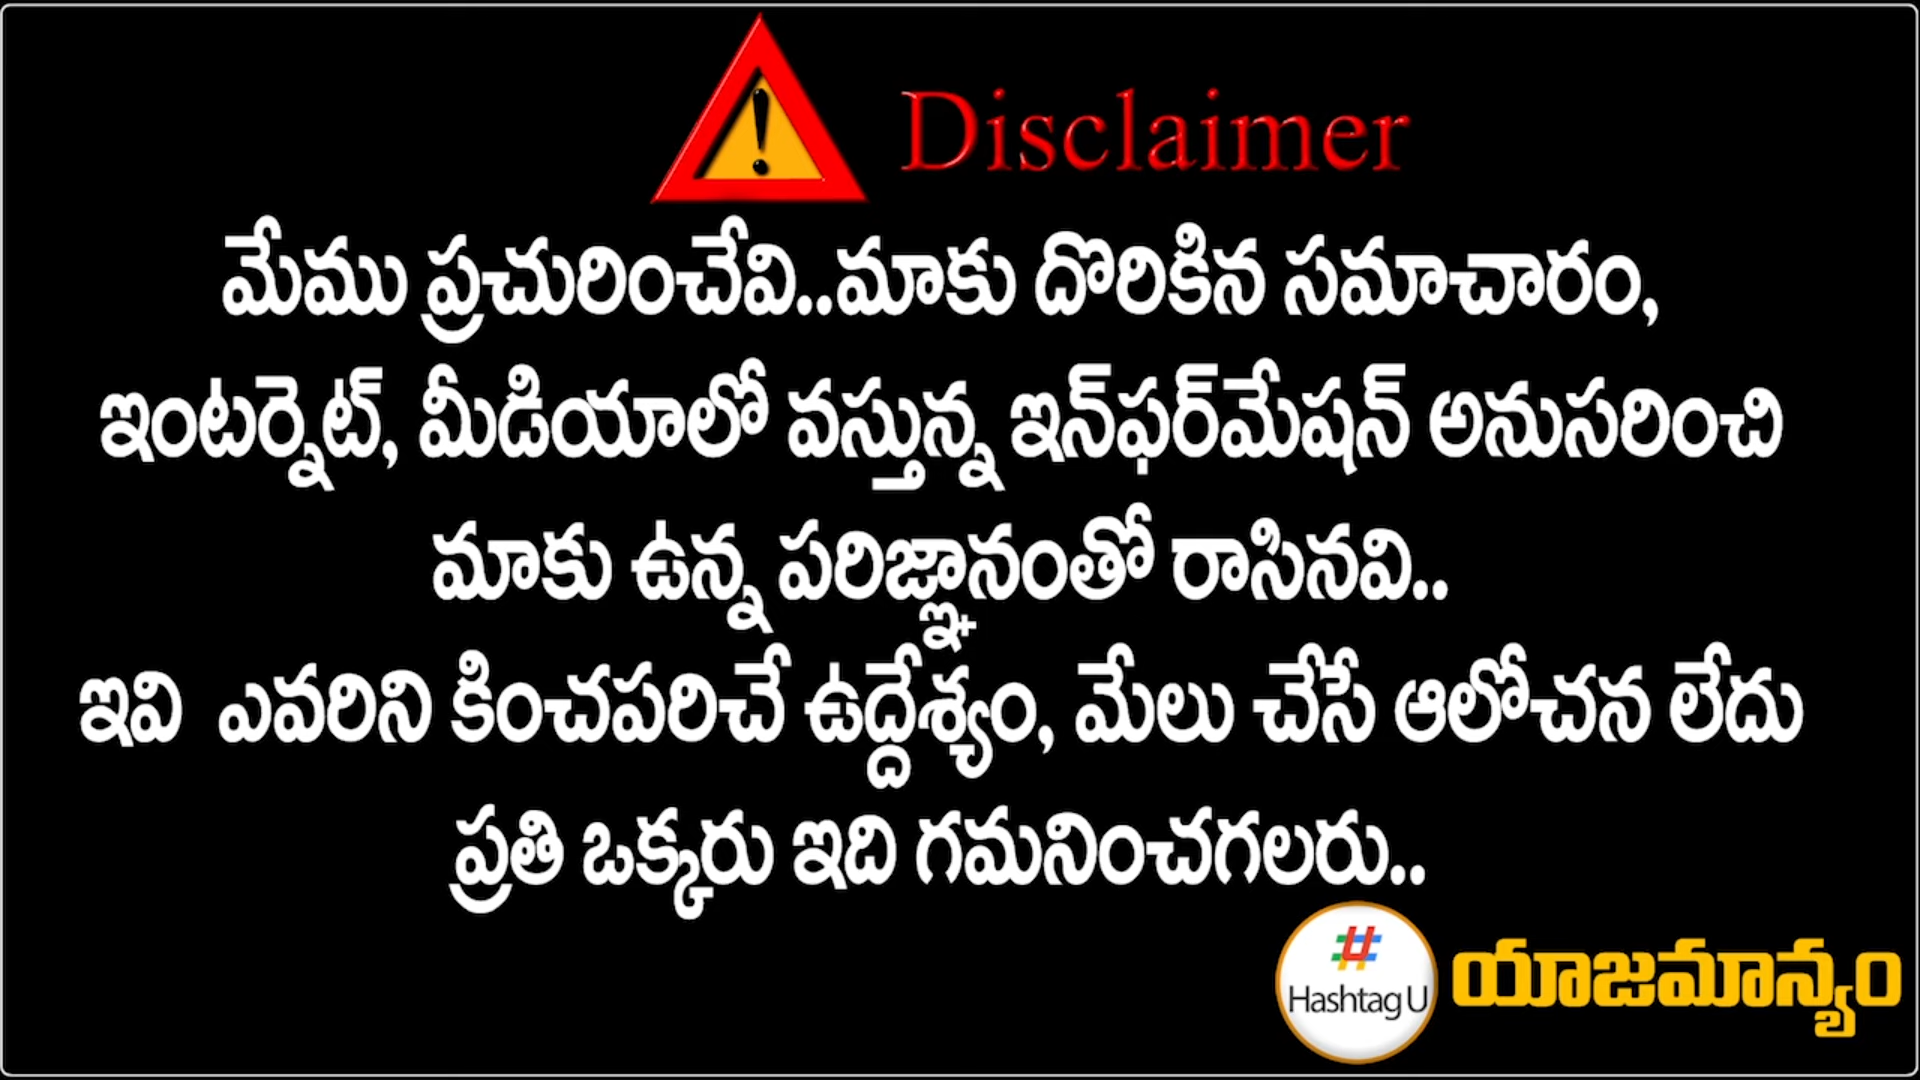 Disclaimer
మేము ప్రచురించేవి..మాకు దొరికిన సమాచారం,
ఇంటర్నెట్, మీడియాలో వస్తున్న ఇన్‌ఫర్‌మేషన్ అనుసరించి
మాకు ఉన్న పరిజ్ఞానంతో రాసినవి..
ఇవి ఎవరిని కించపరిచే ఉద్దేశ్యం, మేలు చేసే ఆలోచన లేదు
ప్రతి ఒక్కరు ఇది గమనించగలరు..
Hashtag U యాజమాన్యం